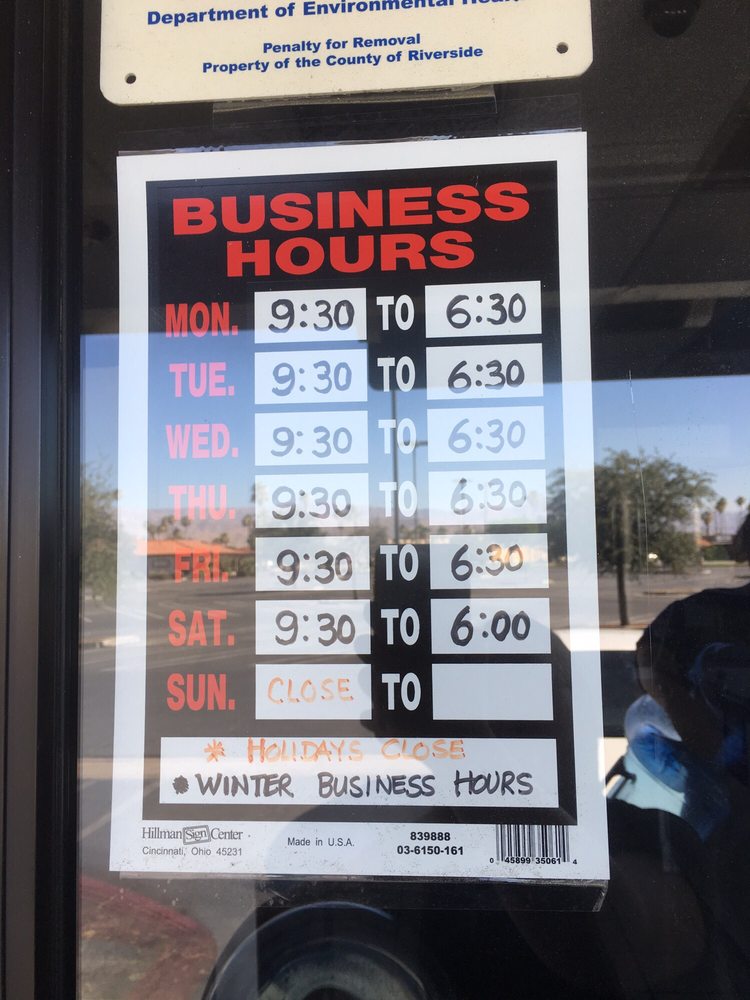 Department of Environmental
Penalty for Removal
Property of the County of Riverside
BUSINESS
HOURS
MON. 9:30 TO 6:30
TUE. 9:30 TO 6:30
WED. 9:30 TO 6:30
THU. 9:30 TO 6:30
FRI. 9:30 TO 6:30
SAT. 9:30 TO 6:00
SUN. CLOSE TO
* HOLIDAYS CLOSE
* WINTER BUSINESS HOURS
Hillman Sign Center
Cincinnati, Ohio 45231
Made in U.S.A.
839888
03-6150-161
0 45899 35061 4